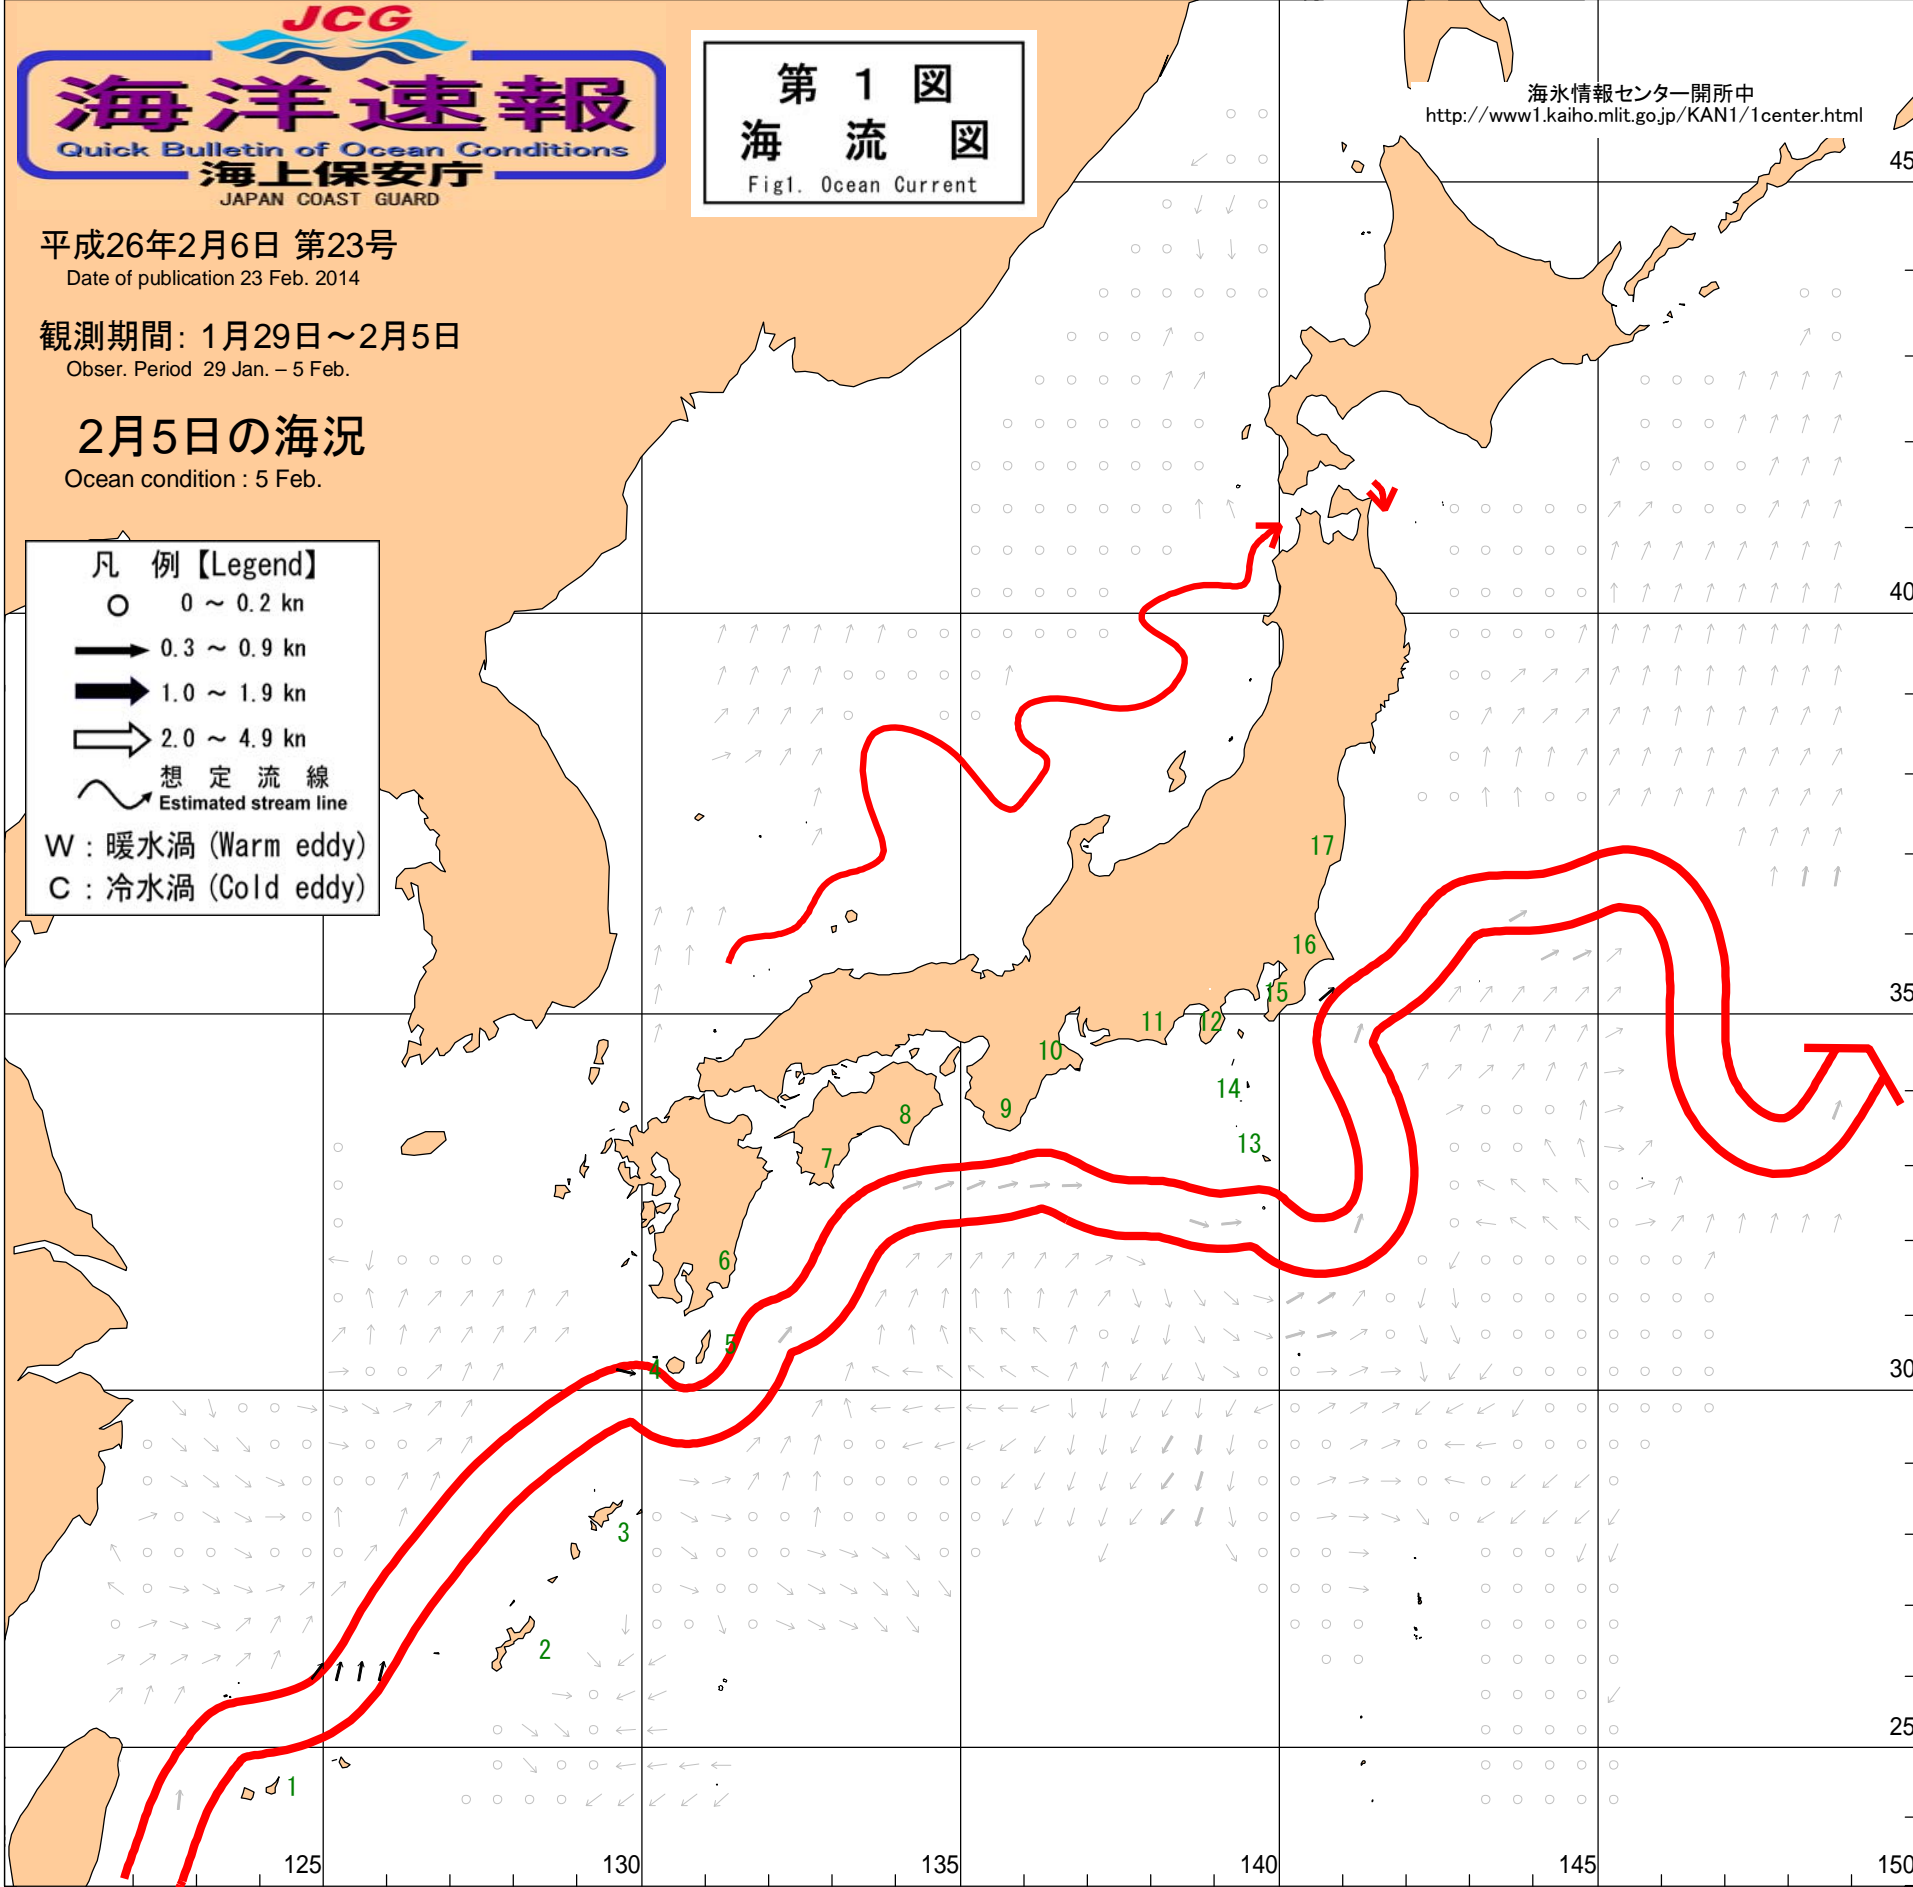 JCG
海洋速報
Quick Bulletin of Ocean Conditions
海上保安庁
JAPAN COAST GUARD
第 1 図
海 流 図
Fig1. Ocean Current
海氷情報センター開所中
http://www1.kaiho.mlit.go.jp/KAN1/1center.html
平成26年2月6日 第23号
Date of publication 23 Feb. 2014
観測期間: 1月29日～2月5日
Obser. Period 29 Jan. – 5 Feb.
2月5日の海況
Ocean condition : 5 Feb.
凡 例【Legend】
0 ～ 0.2 kn
0.3 ～ 0.9 kn
1.0 ～ 1.9 kn
2.0 ～ 4.9 kn
想 定 流 線
Estimated stream line
W : 暖水渦 (Warm eddy)
C : 冷水渦 (Cold eddy)
45
40
35
30
25
17
16
15
12
11
10
14
9
8
13
7
6
5
4
3
2
1
125
130
135
140
145
150